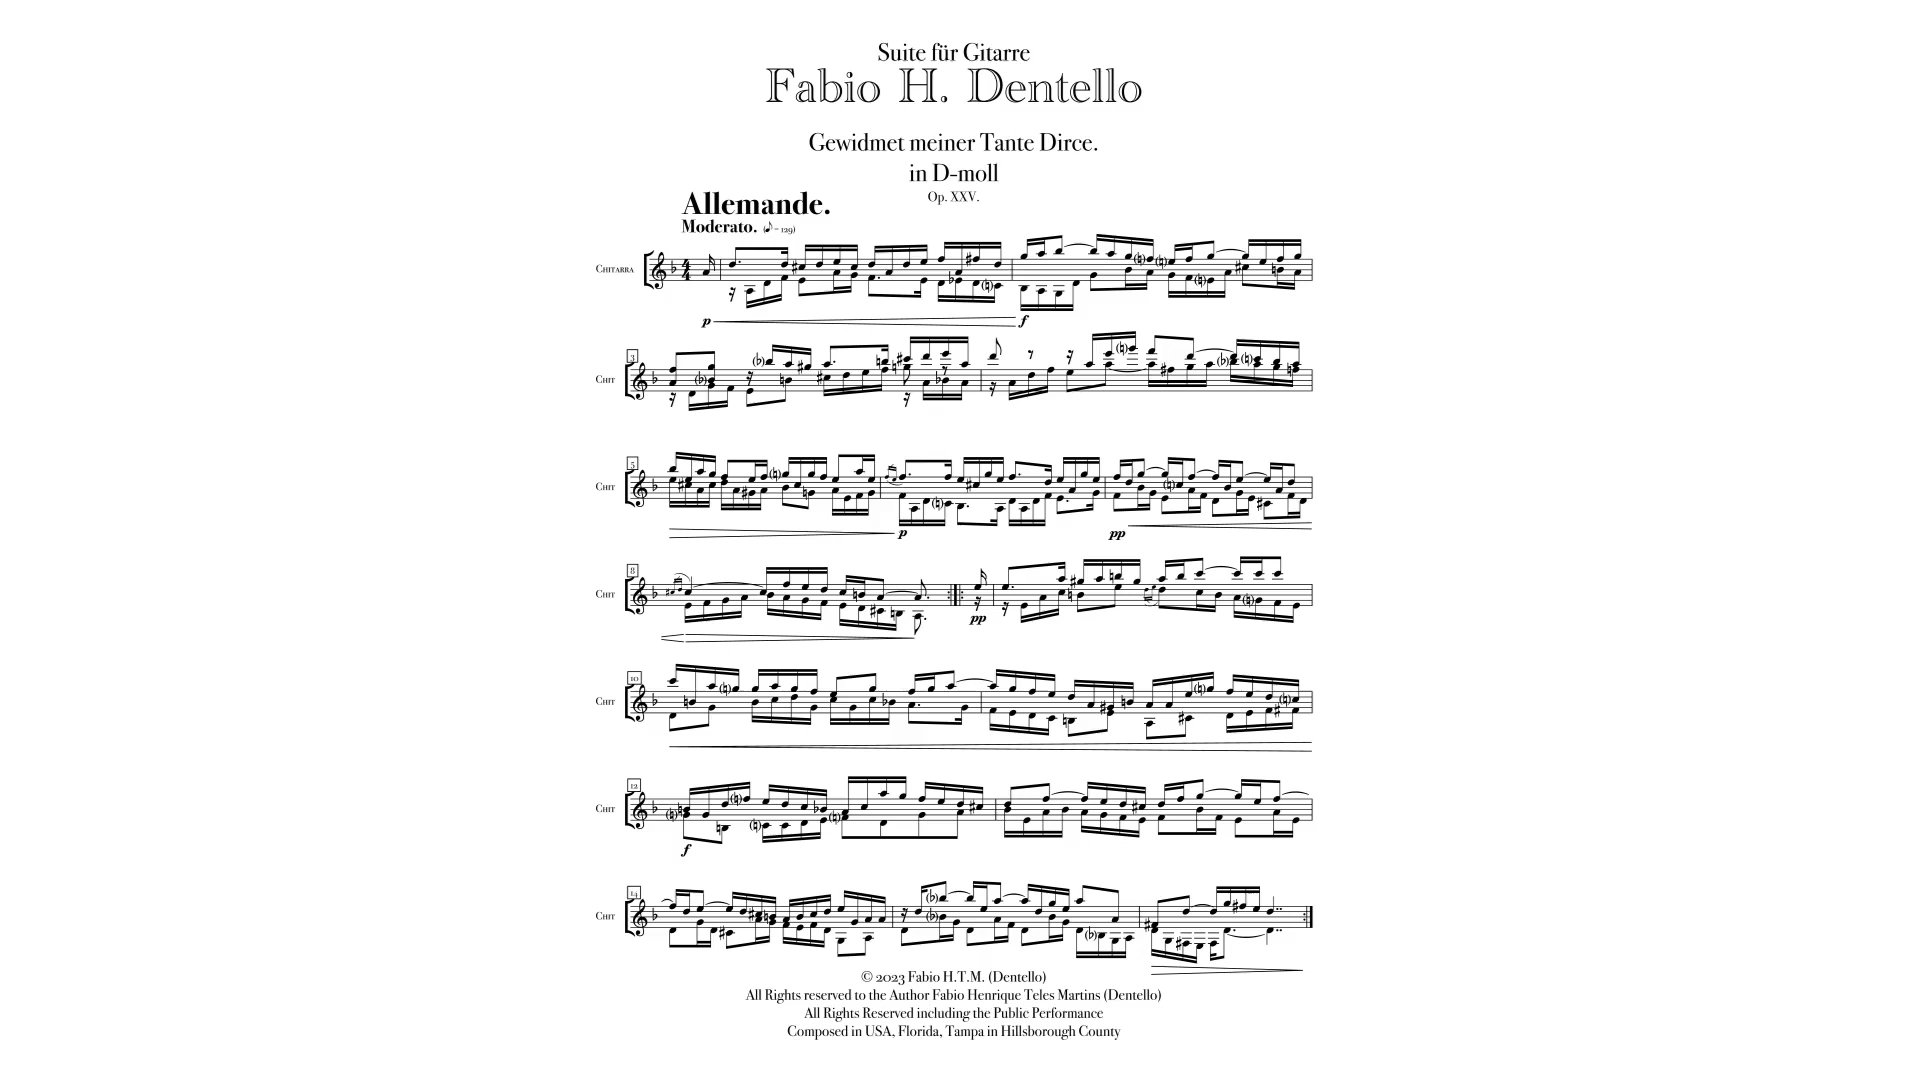 Suite für Gitarre
Fabio H. Dentello
Gewidmet meiner Tante Dirce.
in D-moll
Op. XXV.
Allemande.
Moderato. (♪ = 129)
Chitarra
p
f
3
Chit
5
Chit
p
pp
8
Chit
pp
10
Chit
12
Chit
f
14
Chit
© 2023 Fabio H.T.M. (Dentello)
All Rights reserved to the Author Fabio Henrique Teles Martins (Dentello)
All Rights Reserved including the Public Performance
Composed in USA, Florida, Tampa in Hillsborough County